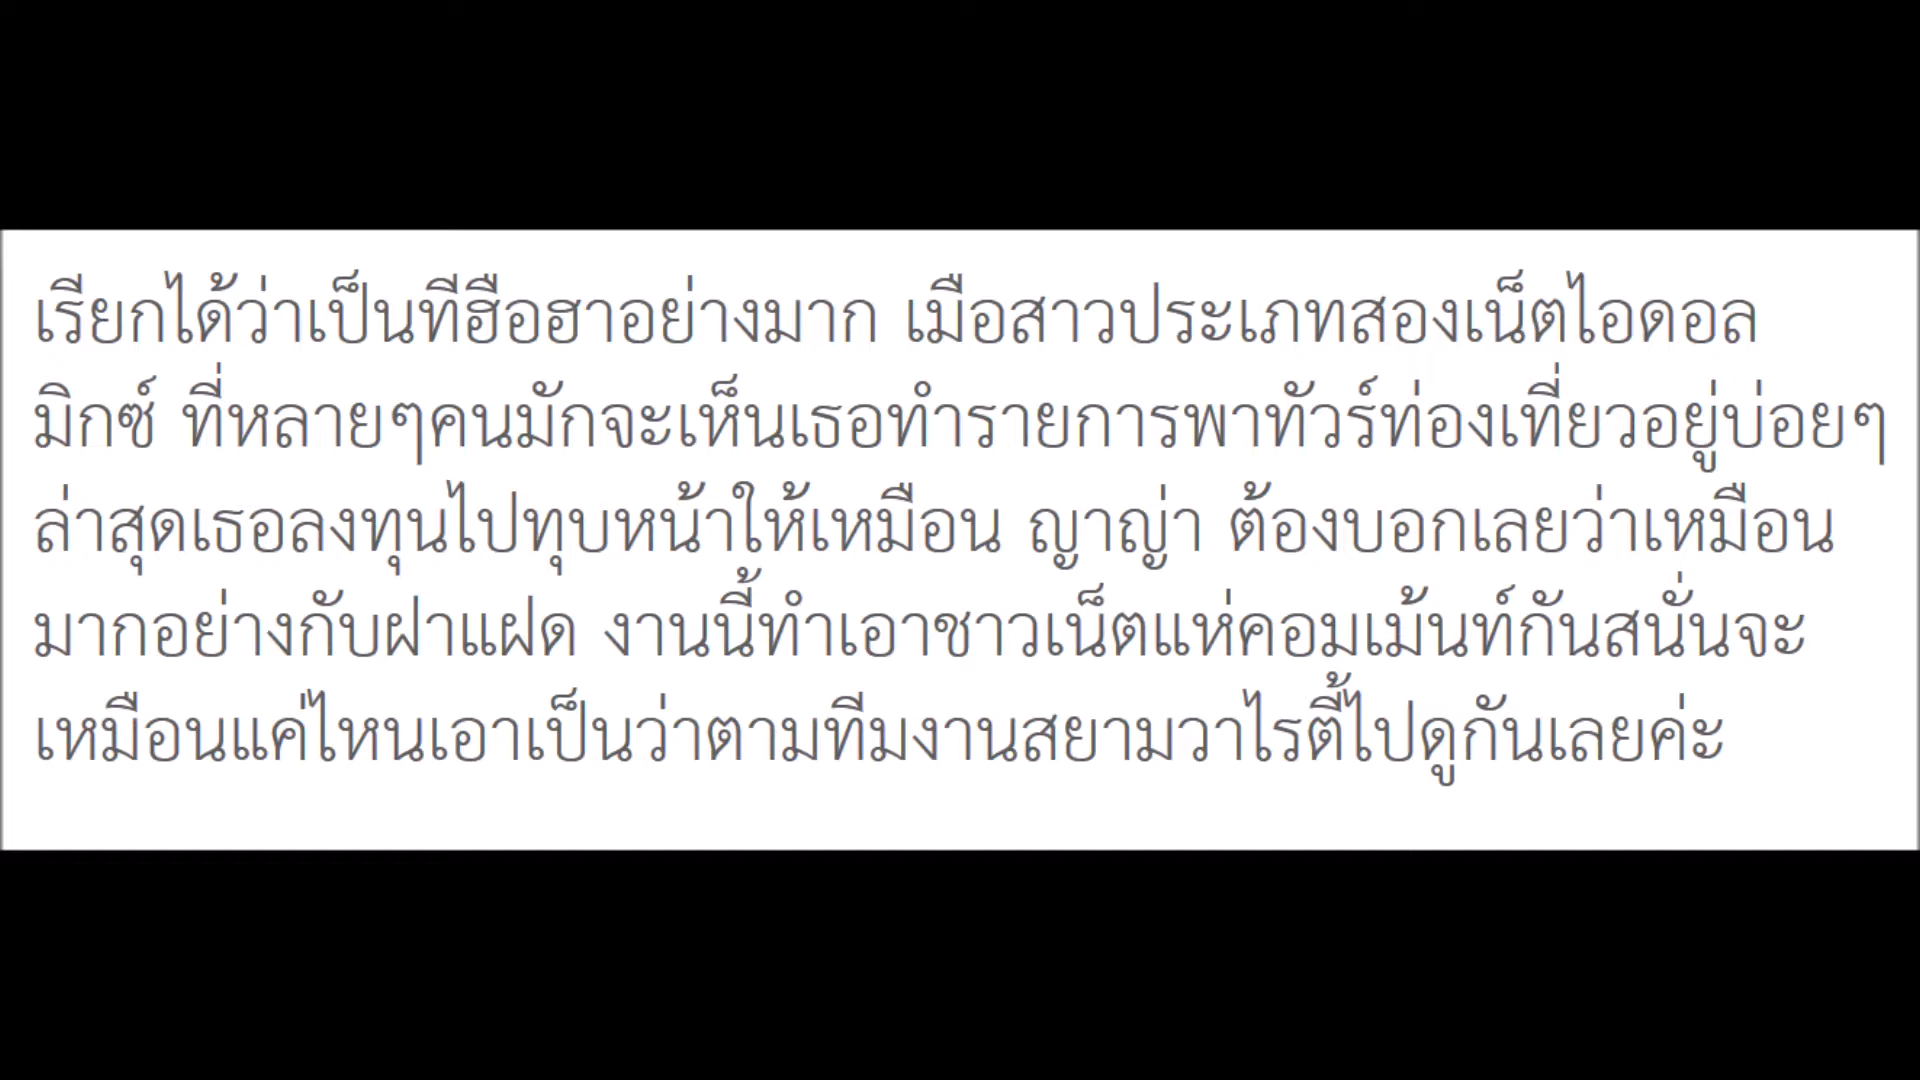 เรียกได้ว่าเป็นทีฮือฮาอย่างมาก เมือสาวประเภทสองเน็ตไอดอล
มิกซ์ ที่หลายๆคนมักจะเห็นเธอทำรายการพาทัวร์ท่องเที่ยวอยู่บ่อยๆ
ล่าสุดเธอลงทุนไปทุบหน้าให้เหมือน ญาญ่า ต้องบอกเลยว่าเหมือน
มากอย่างกับฝาแฝด งานนี้ทำเอาชาวเน็ตแห่คอมเม้นท์กันสนั่นจะ
เหมือนแค่ไหนเอาเป็นว่าตามทีมงานสยามวาไรตี้ไปดูกันเลยค่ะ